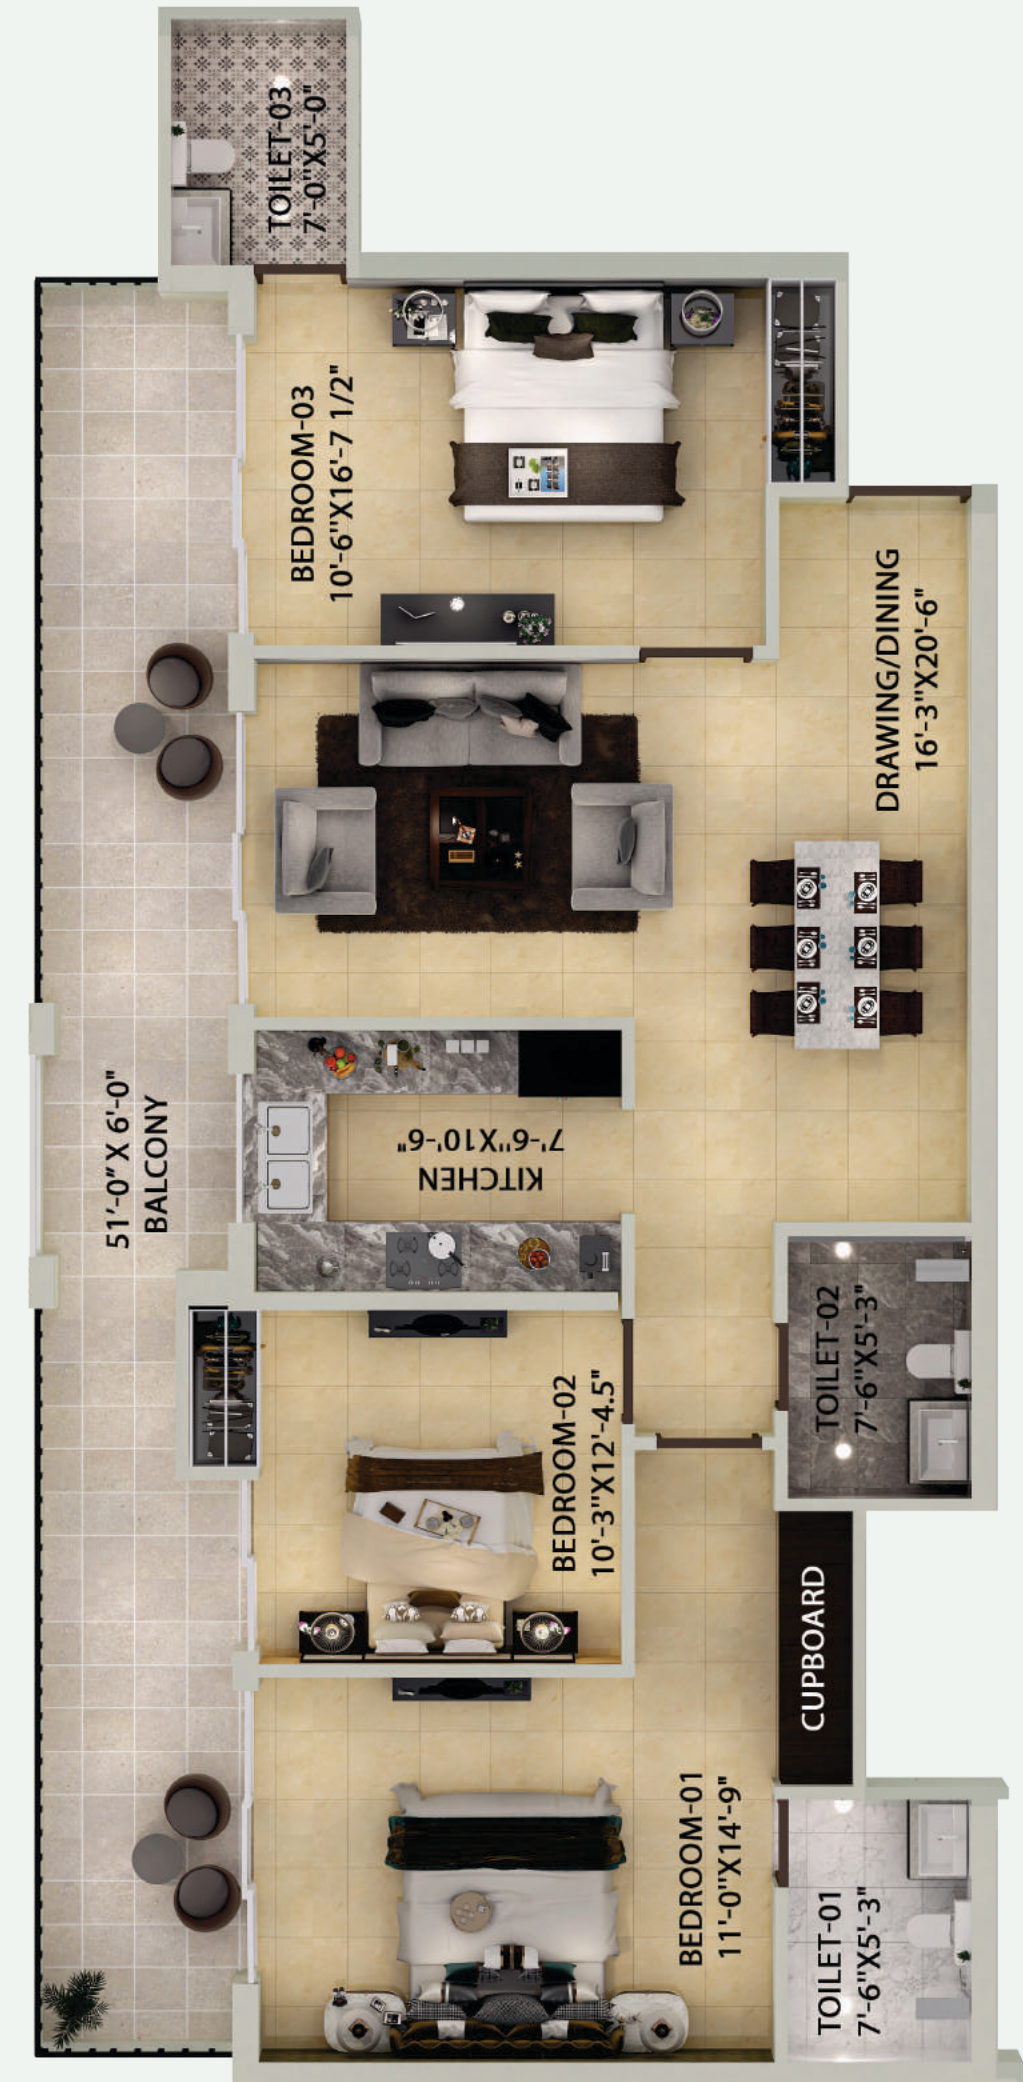 TOILET-03
7'-0"X5'-0"
BEDROOM-03
10'-6"X16'-7 1/2"
DRAWING/DINING
16'-3"X20'-6"
51'-0" X 6'-0"
BALCONY
KITCHEN
7'-6"X10'-6"
TOILET-02
7'-6"X5'-3"
BEDROOM-02
10'-3"X12'-4.5"
CUPBOARD
BEDROOM-01
11'-0"X14'-9"
TOILET-01
7'-6"X5'-3"